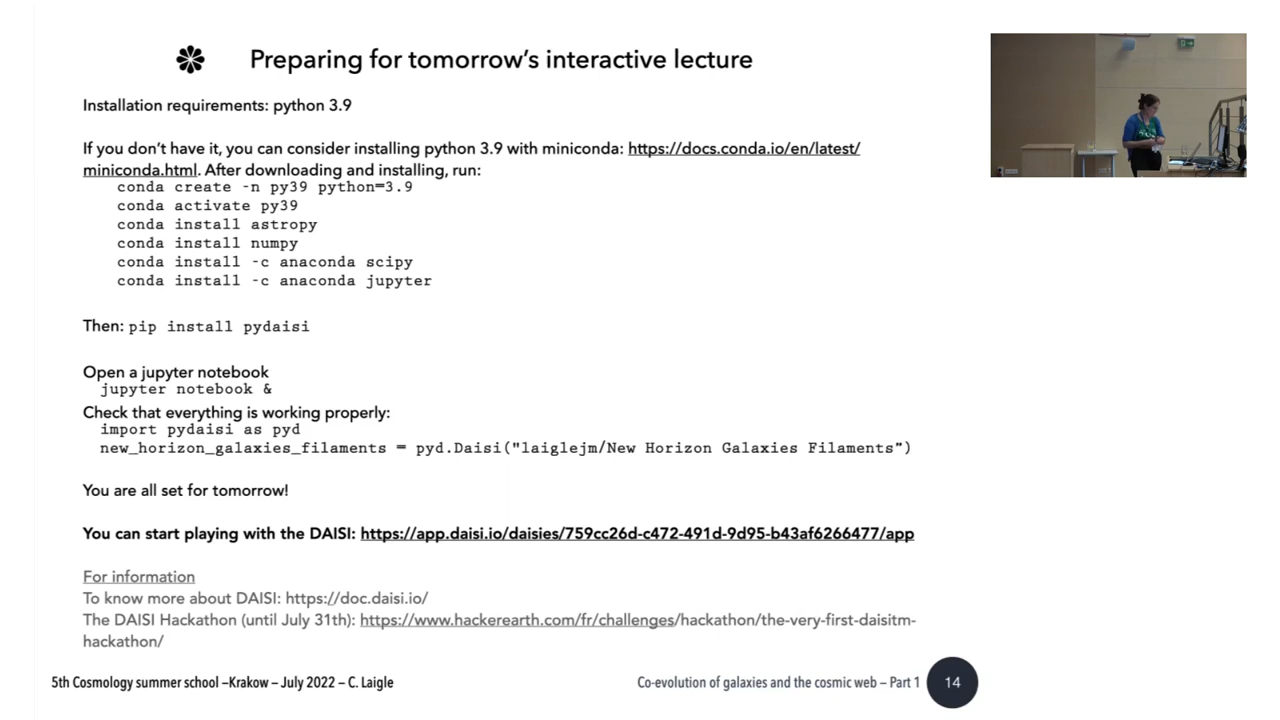 Preparing for tomorrow’s interactive lecture
Installation requirements: python 3.9
If you don’t have it, you can consider installing python 3.9 with miniconda: https://docs.conda.io/en/latest/
miniconda.html. After downloading and installing, run:
conda create -n py39 python=3.9
conda activate py39
conda install astropy
conda install numpy
conda install -c anaconda scipy
conda install -c anaconda jupyter
Then: pip install pydaisi
Open a jupyter notebook
jupyter notebook &
Check that everything is working properly:
import pydaisi as pyd
new_horizon_galaxies_filaments = pyd.Daisi("laiglejm/New Horizon Galaxies Filaments”)
You are all set for tomorrow!
You can start playing with the DAISI: https://app.daisi.io/daisies/759cc26d-c472-491d-9d95-b43af6266477/app
For information
To know more about DAISI: https://doc.daisi.io/
The DAISI Hackathon (until July 31th): https://www.hackerearth.com/fr/challenges/hackathon/the-very-first-daisitm-
hackathon/
5th Cosmology summer school –Krakow – July 2022 – C. Laigle
Co-evolution of galaxies and the cosmic web – Part 1
14